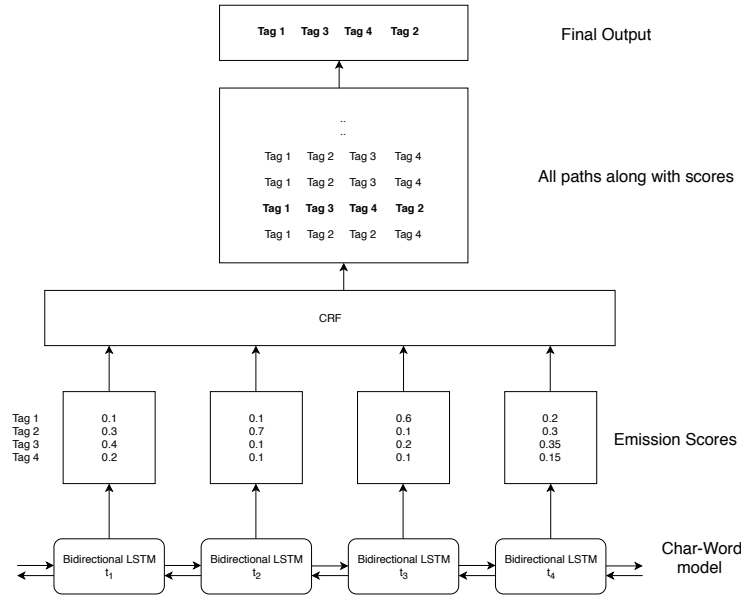 Tag 1 Tag 3 Tag 4 Tag 2
Final Output
..
..
Tag 1 Tag 2 Tag 3 Tag 4
Tag 1 Tag 2 Tag 3 Tag 4
Tag 1 Tag 3 Tag 4 Tag 2
Tag 1 Tag 2 Tag 2 Tag 4
All paths along with scores
CRF
Tag 1 0.1 0.1 0.6 0.2
Tag 2 0.3 0.7 0.1 0.3
Tag 3 0.4 0.1 0.2 0.35
Tag 4 0.2 0.1 0.1 0.15
Emission Scores
Bidirectional LSTM
t1
Bidirectional LSTM
t2
Bidirectional LSTM
t3
Bidirectional LSTM
t4
Char-Word
model